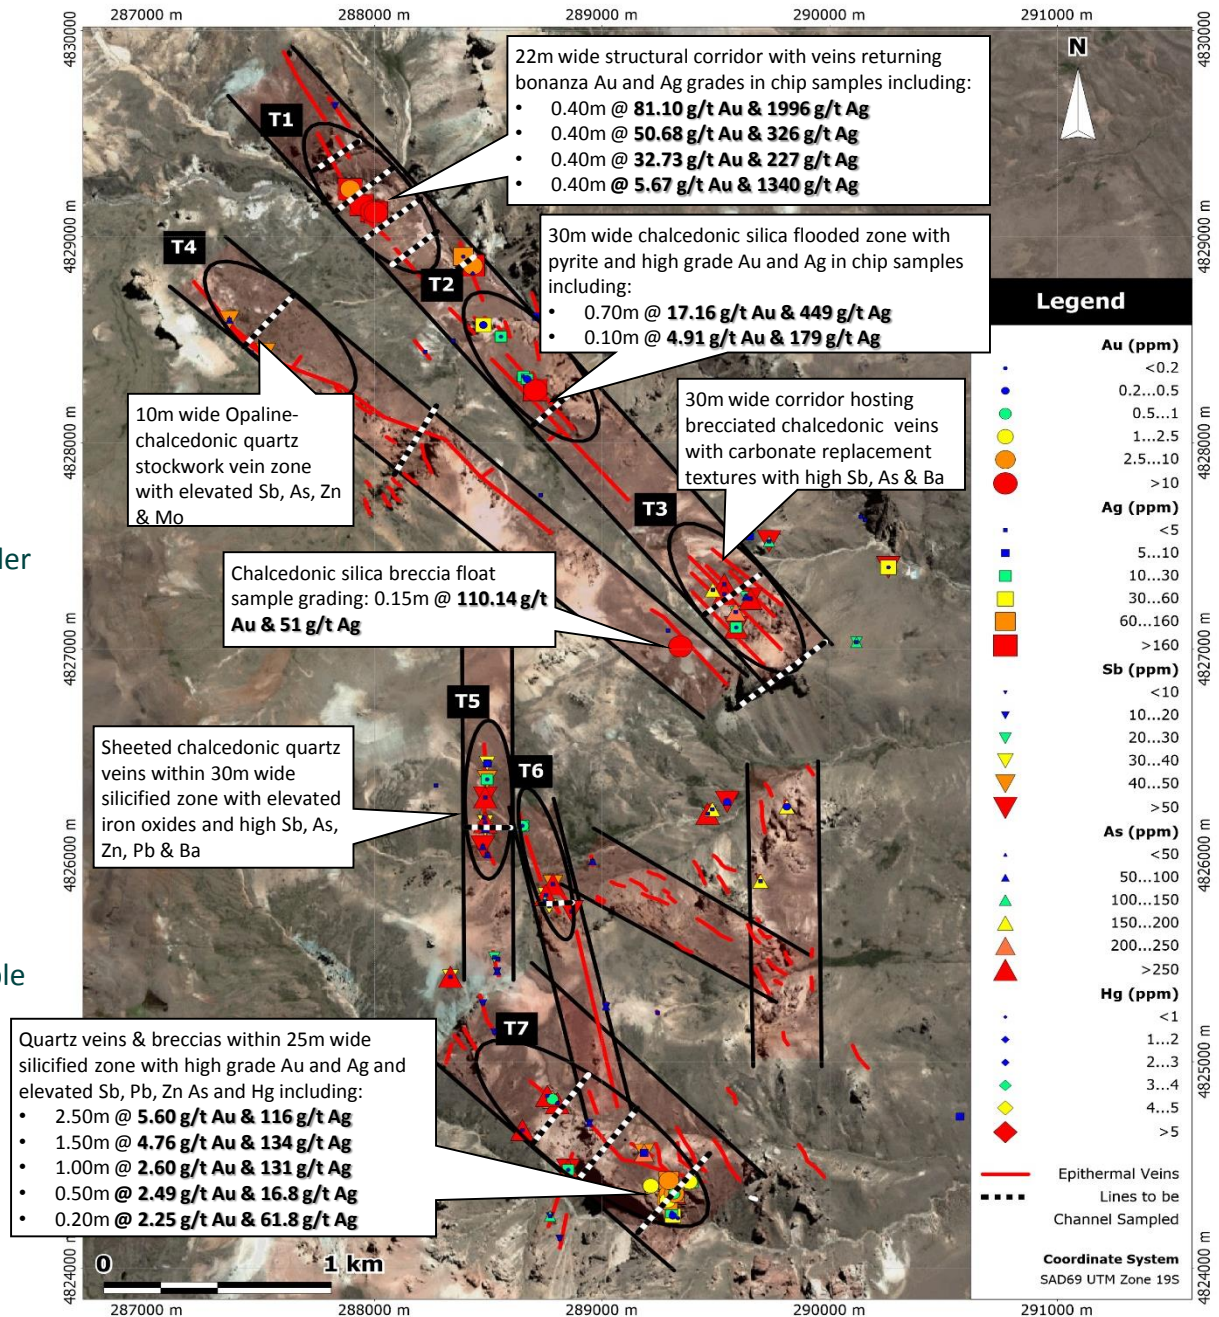 287000 m
288000 m
289000 m
290000 m
291000 m
4830000
4830000
N
22m wide structural corridor with veins returning
bonanza Au and Ag grades in chip samples including:
• 0.40m @ 81.10 g/t Au & 1996 g/t Ag
• 0.40m @ 50.68 g/t Au & 326 g/t Ag
• 0.40m @ 32.73 g/t Au & 227 g/t Ag
• 0.40m @ 5.67 g/t Au & 1340 g/t Ag
T1
4829000 m
4829000 m
T4
T2
30m wide chalcedonic silica flooded zone with
pyrite and high grade Au and Ag in chip samples
including:
• 0.70m @ 17.16 g/t Au & 449 g/t Ag
• 0.10m @ 4.91 g/t Au & 179 g/t Ag
10m wide Opaline-
chalcedonic quartz
stockwork vein zone
with elevated Sb, As, Zn
& Mo
30m wide corridor hosting
brecciated chalcedonic veins
with carbonate replacement
textures with high Sb, As & Ba
4828000 m
4828000 m
T3
ler
Chalcedonic silica breccia float
sample grading: 0.15m @ 110.14 g/t
Au & 51 g/t Ag
4827000 m
4827000 m
T5
T6
Sheeted chalcedonic quartz
veins within 30m wide
silicified zone with elevated
iron oxides and high Sb, As,
Zn, Pb & Ba
4826000 m
4826000 m
ple
T7
Quartz veins & breccias within 25m wide
silicified zone with high grade Au and Ag and
elevated Sb, Pb, Zn As and Hg including:
• 2.50m @ 5.60 g/t Au & 116 g/t Ag
• 1.50m @ 4.76 g/t Au & 134 g/t Ag
• 1.00m @ 2.60 g/t Au & 131 g/t Ag
• 0.50m @ 2.49 g/t Au & 16.8 g/t Ag
• 0.20m @ 2.25 g/t Au & 61.8 g/t Ag
4825000 m
4824000 m
4824000 m
0 1 km
287000 m
288000 m
289000 m
290000 m
291000 m
Legend
Au (ppm)
<0.2
0.2...0.5
0.5...1
1...2.5
2.5...10
>10
Ag (ppm)
<5
5...10
10...30
30...60
60...160
>160
Sb (ppm)
<10
10...20
20...30
30...40
40...50
>50
As (ppm)
<50
50...100
100...150
150...200
200...250
>250
Hg (ppm)
<1
1...2
2...3
3...4
4...5
>5
Epithermal Veins
Lines to be
Channel Sampled
Coordinate System
SAD69 UTM Zone 19S